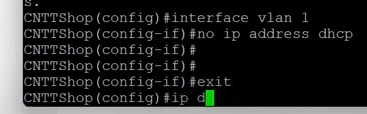 s.
CNTTShop(config)#interface vlan 1
CNTTShop(config-if)#no ip address dhcp
CNTTShop(config-if)#
CNTTShop(config-if)#
CNTTShop(config-if)#exit
CNTTShop(config)#ip d